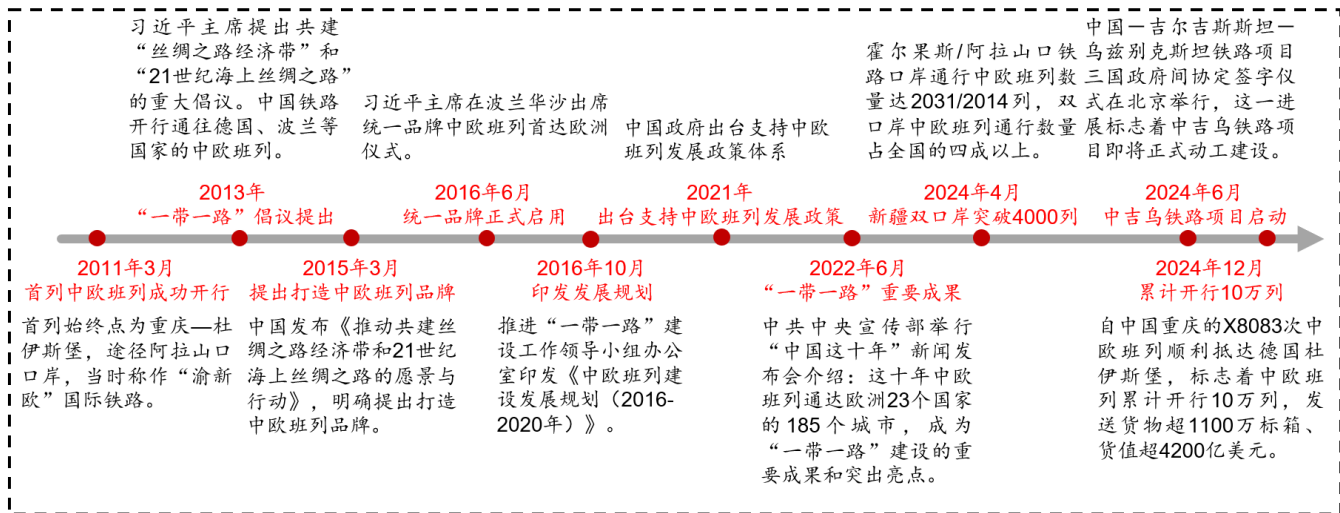 习近平主席提出共建
“丝绸之路经济带”和
“21世纪海上丝绸之路”
的重大倡议。中国铁路
开行通往德国、波兰等
国家的中欧班列。
2013年
“一带一路”倡议提出
习近平主席在波兰华沙出席
统一品牌中欧班列首达欧洲
仪式。
2016年6月
统一品牌正式启用
中国政府出台支持中欧
班列发展政策体系
2021年
出台支持中欧班列发展政策
霍尔果斯/阿拉山口铁
路口岸通行中欧班列数
量达2031/2014列，双
口岸中欧班列通行数量
占全国的四成以上。
2024年4月
新疆双口岸突破4000列
中国－吉尔吉斯斯坦－
乌兹别克斯坦铁路项目
三国政府间协定签字仪
式在北京举行，这一进
展标志着中吉乌铁路项
目即将正式动工建设。
2024年6月
中吉乌铁路项目启动
2011年3月
首列中欧班列成功开行
首列始终点为重庆—杜
伊斯堡，途径阿拉山口
口岸，当时称作“渝新
欧”国际铁路。
2015年3月
提出打造中欧班列品牌
中国发布《推动共建丝
绸之路经济带和21世纪
海上丝绸之路的愿景与
行动》，明确提出打造
中欧班列品牌。
2016年10月
印发发展规划
推进“一带一路”建
设工作领导小组办公
室印发《中欧班列建
设发展规划（2016-
2020年）》。
2022年6月
“一带一路”重要成果
中共中央宣传部举行
“中国这十年”新闻发
布会介绍：这十年中欧
班列通达欧洲23个国家
的185个城市，成为
“一带一路”建设的重
要成果和突出亮点。
2024年12月
累计开行10万列
自中国重庆的X8083次中
欧班列顺利抵达德国杜
伊斯堡，标志着中欧班
列累计开行10万列，发
送货物超1100万标箱、
货值超4200亿美元。